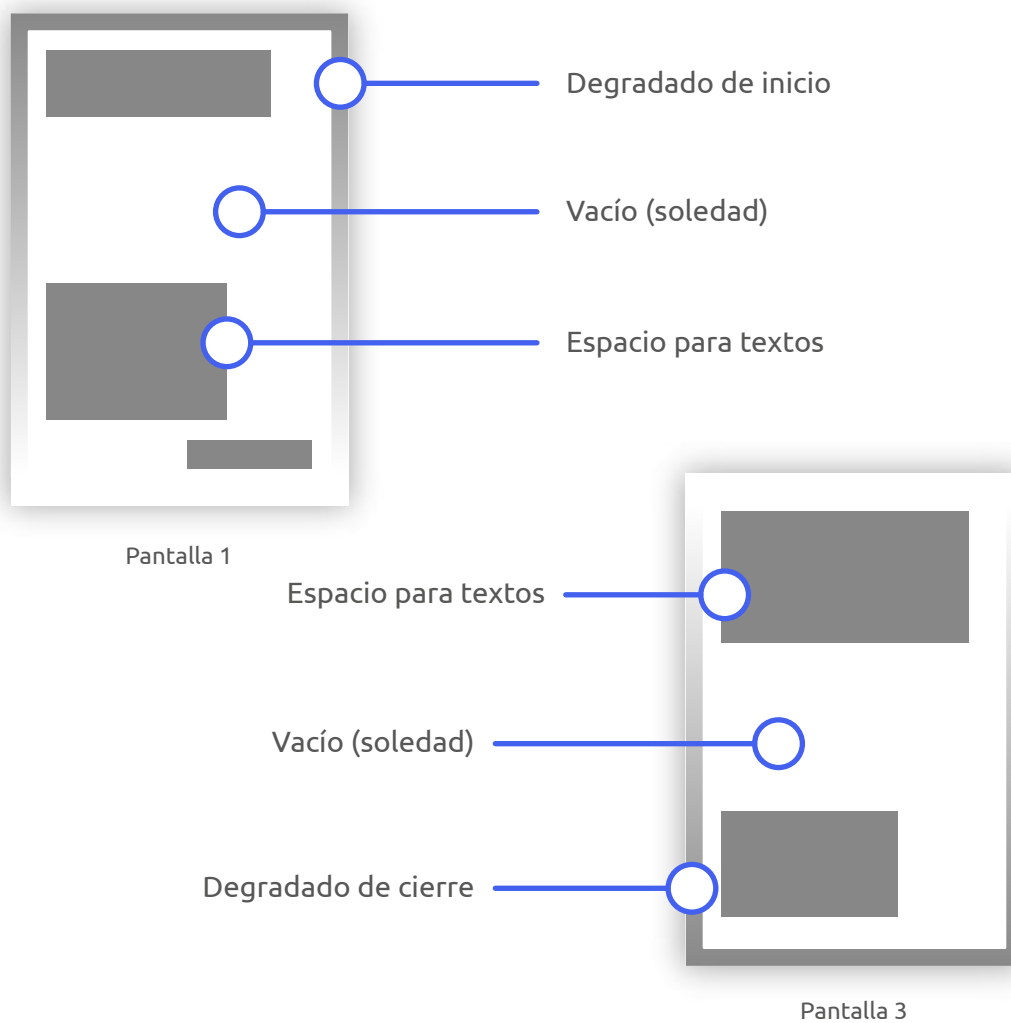 Degradado de inicio
Vacío (soledad)
Espacio para textos
Pantalla 1
Espacio para textos
Vacío (soledad)
Degradado de cierre
Pantalla 3